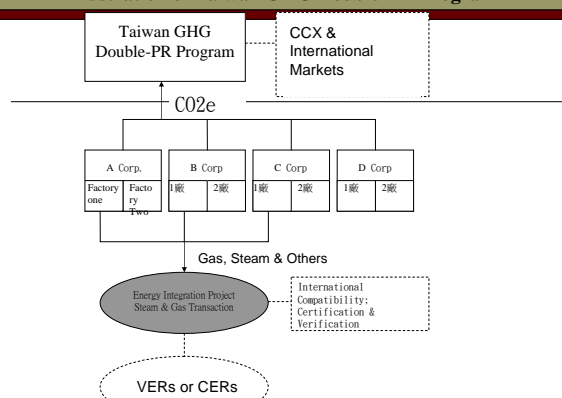 Taiwan GHG
Double-PR Program
CCX &
International
Markets
CO2e
A Corp.
B Corp
C Corp
D Corp
Factory
one
Facto
ry
Two
1廠
2廠
1廠
2廠
1廠
2廠
Gas, Steam & Others
Energy Integration Project
Steam & Gas Transaction
International
Compatibility;
Certification &
Verification
VERs or CERs